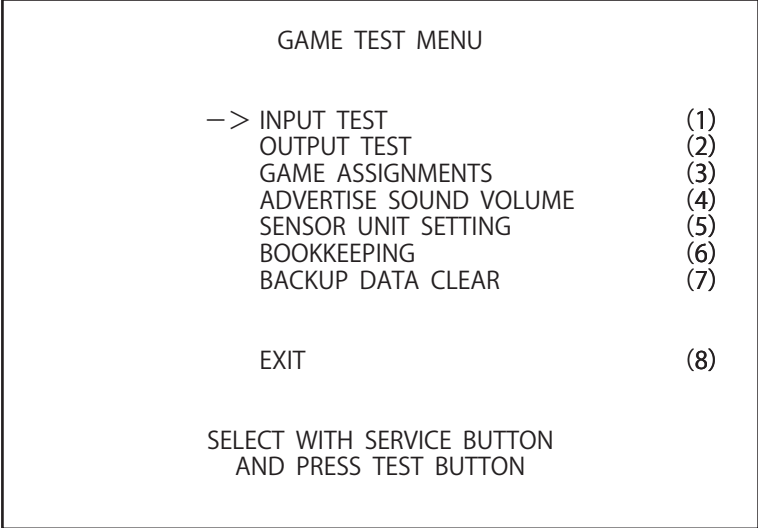 GAME TEST MENU
—> INPUT TEST (1)
OUTPUT TEST (2)
GAME ASSIGNMENTS (3)
ADVERTISE SOUND VOLUME (4)
SENSOR UNIT SETTING (5)
BOOKKEEPING (6)
BACKUP DATA CLEAR (7)
EXIT (8)
SELECT WITH SERVICE BUTTON
AND PRESS TEST BUTTON